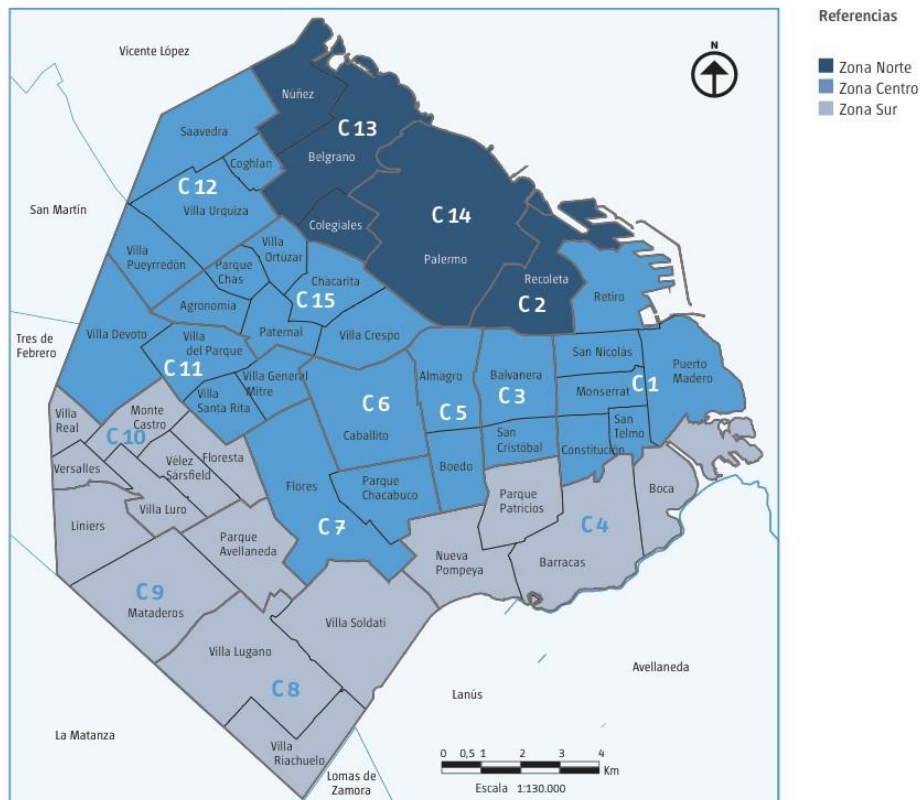 Referencias
Zona Norte
Zona Centro
Zona Sur
N
Vicente López
Núñez
C 13
Saavedra
Belgrano
Coghlan
C 12
Villa Urquiza
San Martín
Colegiales
C 14
Palermo
Villa
Ortúzar
Villa
Pueyrredón
Parque
Chas
Chacarita
C 15
Recoleta
C 2
Retiro
Agronomía
Paternal
Villa Crespo
Tres de
Febrero
Villa Devoto
Villa
del Parque
C 11
San Nicolás
Puerto
Madero
Villa General
Mitre
Almagro
Balvanera
C 1
Monserrat
Villa
Santa Rita
C 6
C 5
C 3
Villa
Real
Monte
Castro
C 10
Caballito
San
Cristóbal
San
Telmo
Constitución
Versalles
Vélez
Sarsfield
Floresta
Boedo
Flores
Parque
Chacabuco
Boca
Villa Luro
Parque
Patricios
Liniers
C 7
C 4
Parque
Avellaneda
Nueva
Pompeya
Barracas
C 9
Mataderos
Villa Soldati
Villa Lugano
Avellaneda
C 8
Lanús
La Matanza
Villa
Riachuelo
Lomas de
Zamora
0 0,5 1 2 3 4
Km
Escala 1:130.000